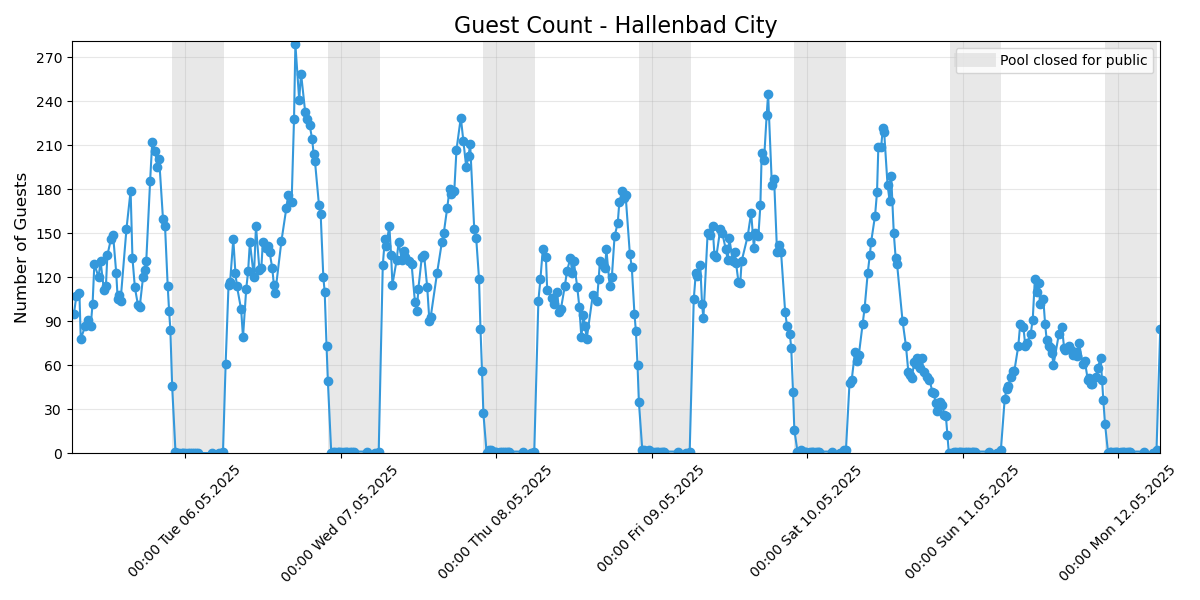 Guest Count - Hallenbad City
Pool closed for public
Number of Guests
270
240
210
180
150
120
90
60
30
0
00:00 Tue 06.05.2025
00:00 Wed 07.05.2025
00:00 Thu 08.05.2025
00:00 Fri 09.05.2025
00:00 Sat 10.05.2025
00:00 Sun 11.05.2025
00:00 Mon 12.05.2025